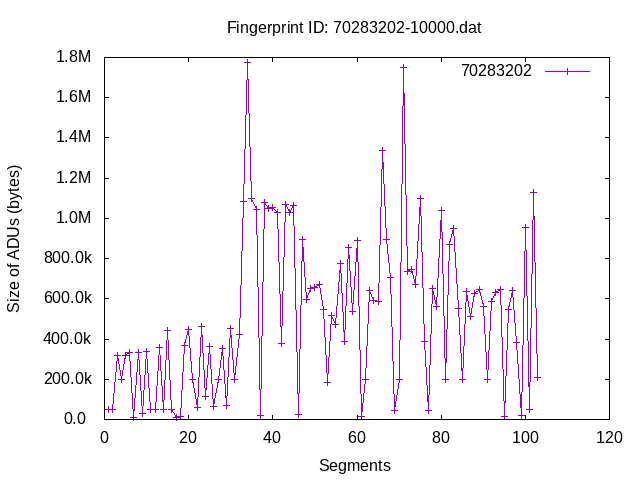 Fingerprint ID: 70283202-10000.dat
70283202
Size of ADUs (bytes)
1.8M
1.6M
1.4M
1.2M
1.0M
800.0k
600.0k
400.0k
200.0k
0.0
0 20 40 60 80 100 120
Segments